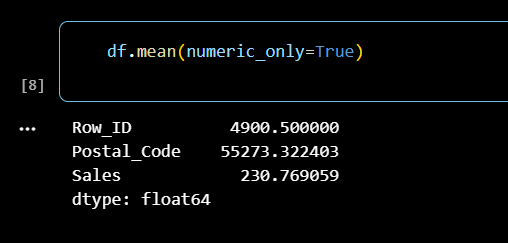 df.mean(numeric_only=True)
[8]
...
Row_ID 4900.500000
Postal_Code 55273.322403
Sales 230.769059
dtype: float64